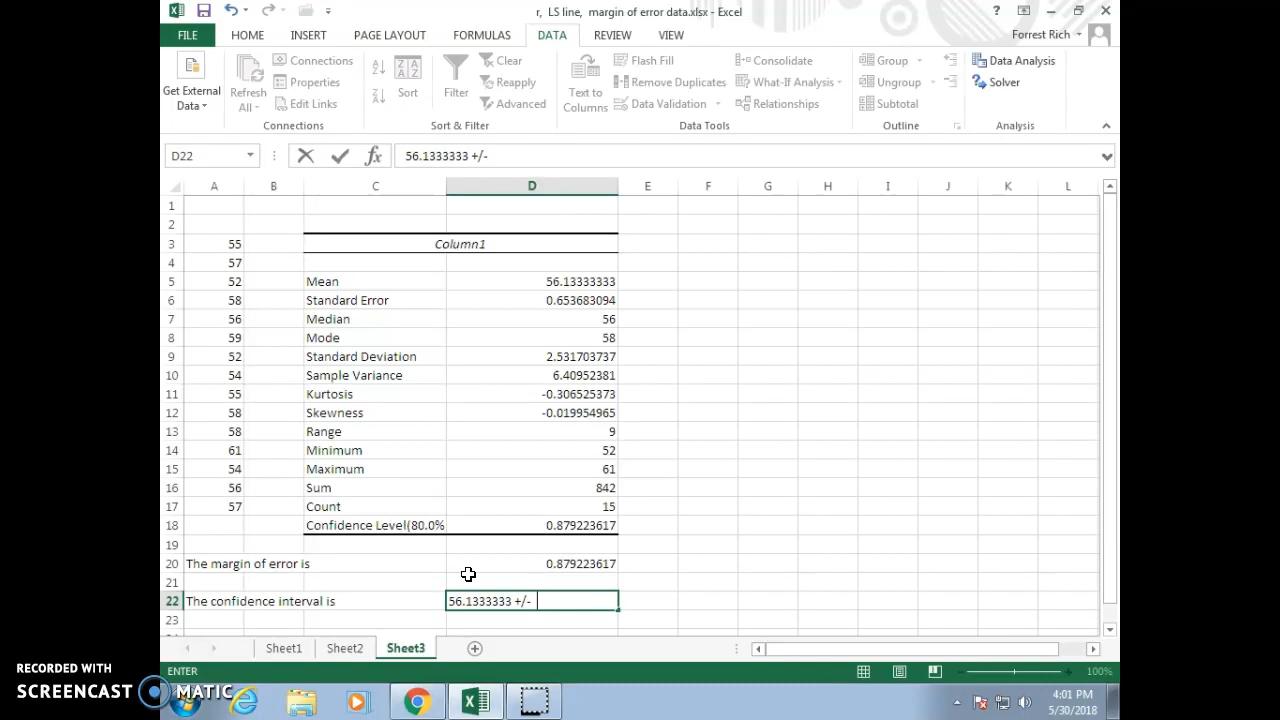 r,  LS line,  margin of error data.xlsx - Excel
?
FILE HOME INSERT PAGE LAYOUT FORMULAS DATA REVIEW VIEW Forrest Rich
Get External Data
Refresh All
Connections
Properties
Edit Links
Connections
A Z
Z A
Z A A Z
Sort
Filter
Clear
Reapply
Advanced
Sort & Filter
Text to Columns
Flash Fill
Remove Duplicates
Data Validation
Consolidate
What-If Analysis
Relationships
Data Tools
Group
Ungroup
Subtotal
Outline
Data Analysis
Solver
Analysis
D22 fx 56.1333333 +/-
A B C D E F G H I J K L
1
2
3 55 Column1
4 57
5 52 Mean 56.13333333
6 58 Standard Error 0.653683094
7 56 Median 56
8 59 Mode 58
9 52 Standard Deviation 2.531703737
10 54 Sample Variance 6.40952381
11 55 Kurtosis -0.306525373
12 58 Skewness -0.019954965
13 58 Range 9
14 61 Minimum 52
15 54 Maximum 61
16 56 Sum 842
17 57 Count 15
18 Confidence Level(80.0% 0.879223617
19
20 The margin of error is 0.879223617
21
22 The confidence interval is 56.1333333 +/-
23
Sheet1 Sheet2 Sheet3
ENTER 100%
RECORDED WITH
SCREENCAST MATIC
4:01 PM
5/30/2018